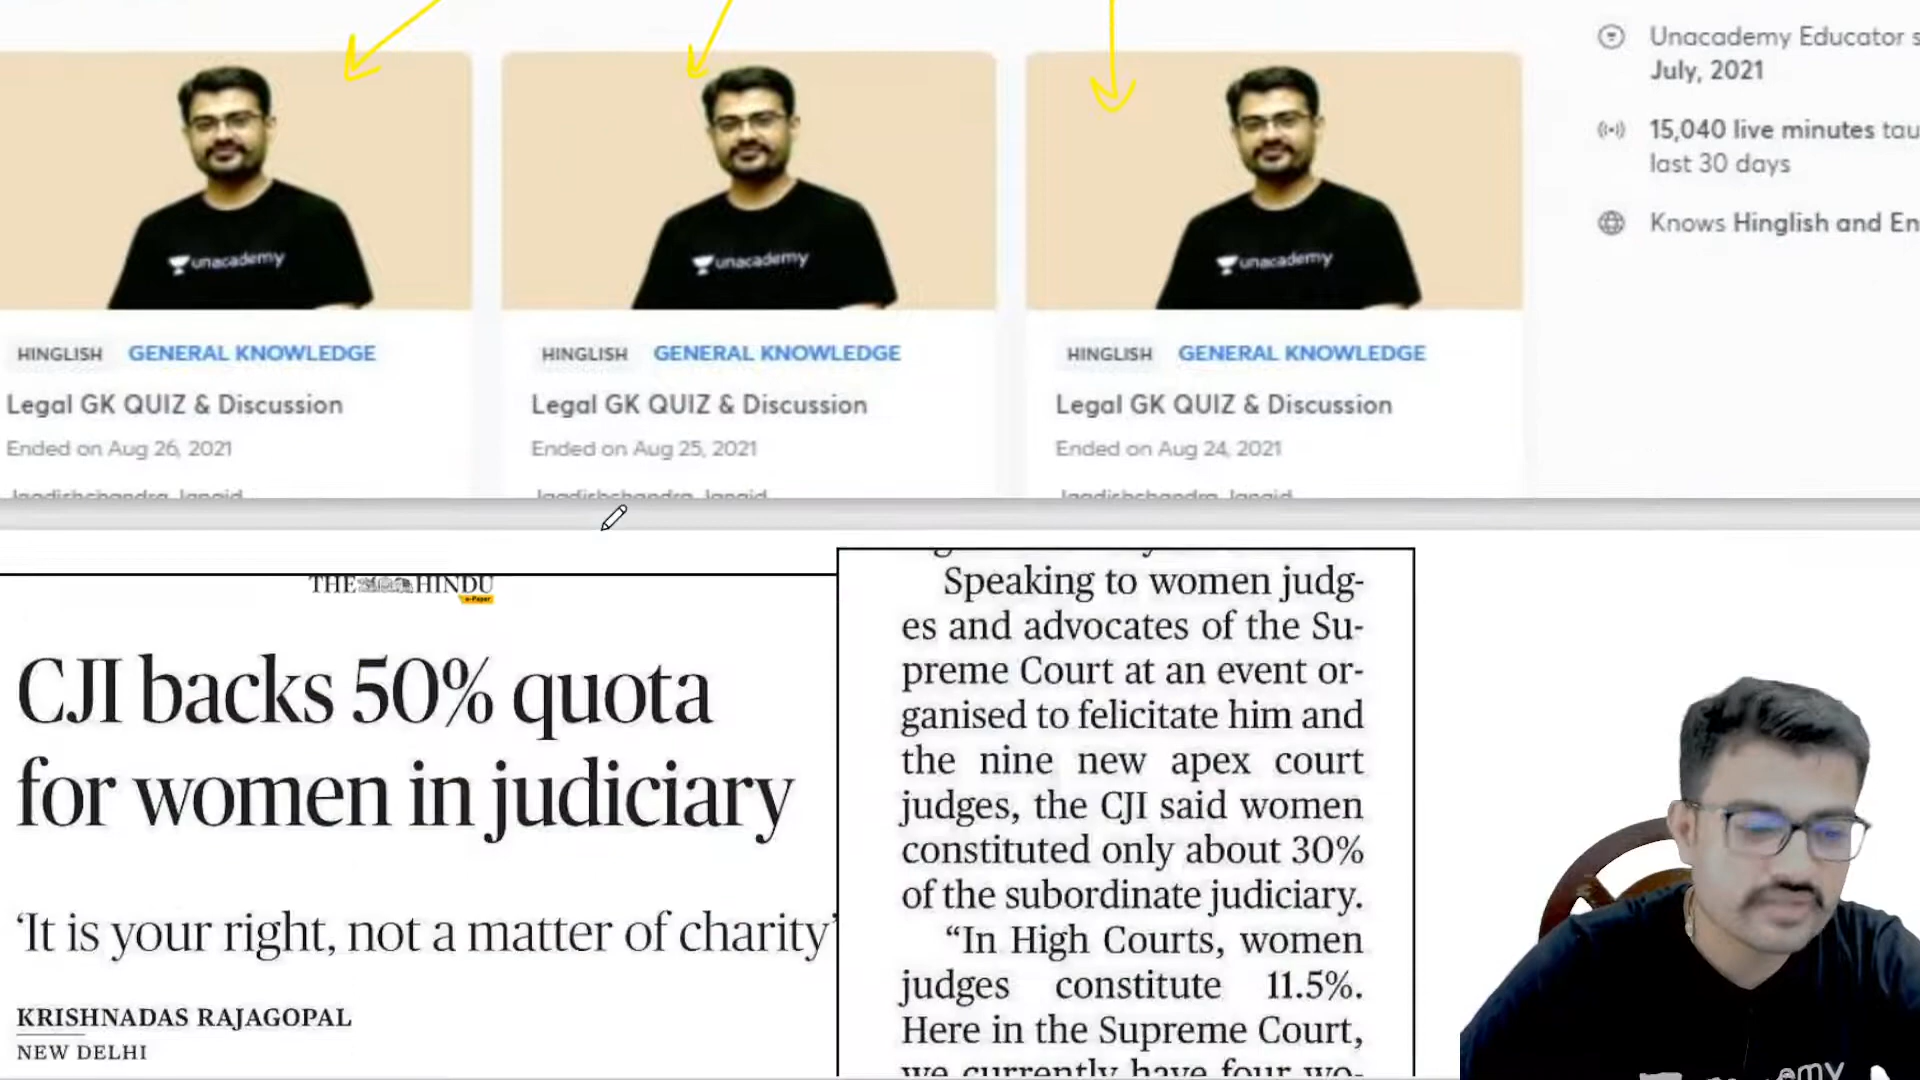 Unacademy Educator s
July, 2021
15,040 live minutes tau
last 30 days
Knows Hinglish and En
unacademy
unacademy
unacademy
HINGLISH GENERAL KNOWLEDGE
Legal GK QUIZ & Discussion
Ended on Aug 26, 2021
HINGLISH GENERAL KNOWLEDGE
Legal GK QUIZ & Discussion
Ended on Aug 25, 2021
HINGLISH GENERAL KNOWLEDGE
Legal GK QUIZ & Discussion
Ended on Aug 24, 2021
THE HINDU
e-Paper
CJI backs 50% quota
for women in judiciary
‘It is your right, not a matter of charity’
KRISHNADAS RAJAGOPAL
NEW DELHI
Speaking to women judg-
es and advocates of the Su-
preme Court at an event or-
ganised to felicitate him and
the nine new apex court
judges, the CJI said women
constituted only about 30%
of the subordinate judiciary.
“In High Courts, women
judges constitute 11.5%.
Here in the Supreme Court,
we currently have four wo-